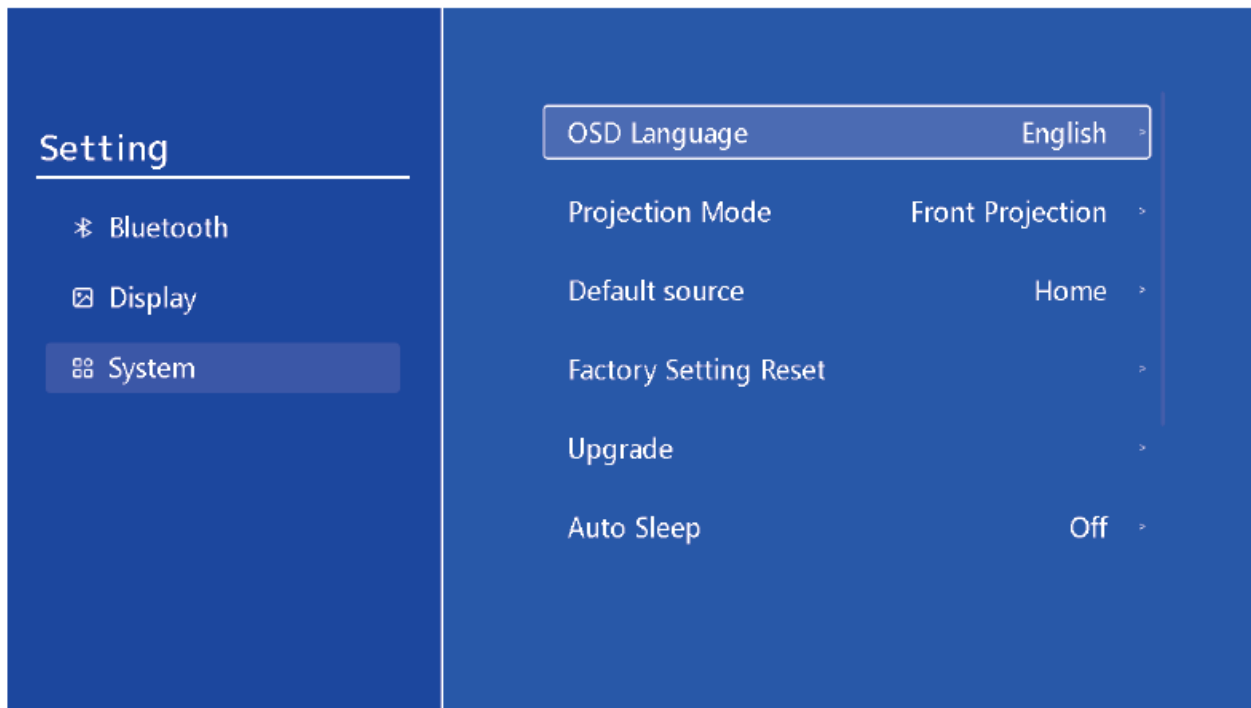 Setting
Bluetooth
Display
System
OSD Language English >
Projection Mode Front Projection >
Default source Home >
Factory Setting Reset >
Upgrade >
Auto Sleep Off >